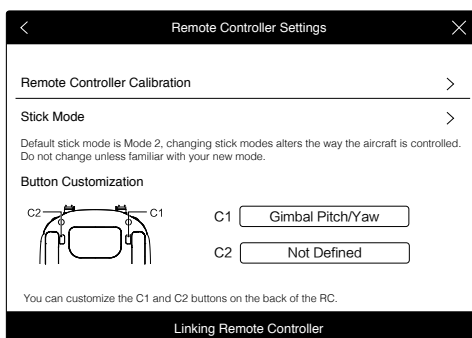 Remote Controller Settings
Remote Controller Calibration
Stick Mode
Default stick mode is Mode 2, changing stick modes alters the way the aircraft is controlled.
Do not change unless familiar with your new mode.
Button Customization
C2 C1
C1 Gimbal Pitch/Yaw
C2 Not Defined
You can customize the C1 and C2 buttons on the back of the RC.
Linking Remote Controller